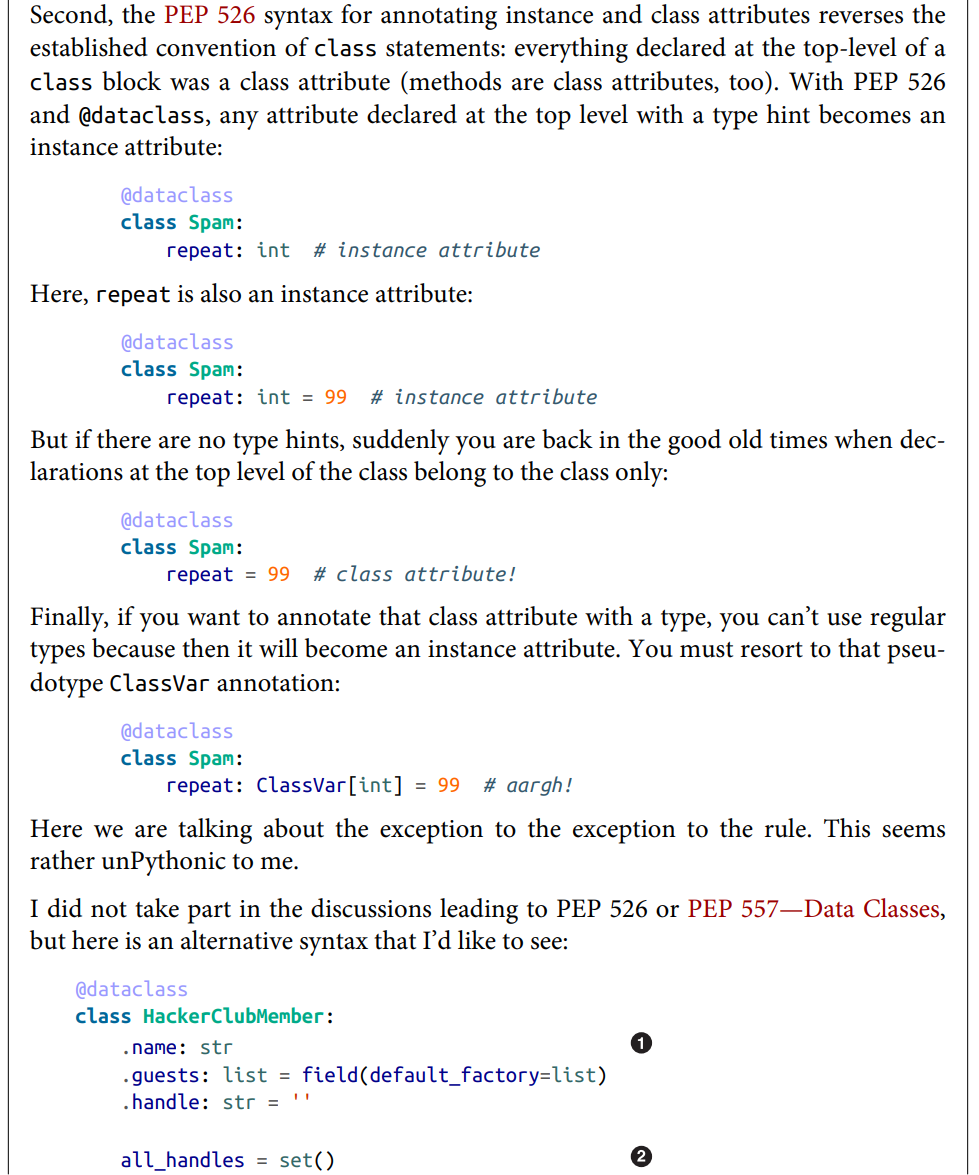 Second, the PEP 526 syntax for annotating instance and class attributes reverses the
established convention of class statements: everything declared at the top-level of a
class block was a class attribute (methods are class attributes, too). With PEP 526
and @dataclass, any attribute declared at the top level with a type hint becomes an
instance attribute:
@dataclass
class Spam:
    repeat: int  # instance attribute
Here, repeat is also an instance attribute:
@dataclass
class Spam:
    repeat: int = 99  # instance attribute
But if there are no type hints, suddenly you are back in the good old times when dec-
larations at the top level of the class belong to the class only:
@dataclass
class Spam:
    repeat = 99  # class attribute!
Finally, if you want to annotate that class attribute with a type, you can’t use regular
types because then it will become an instance attribute. You must resort to that pseu-
dotype ClassVar annotation:
@dataclass
class Spam:
    repeat: ClassVar[int] = 99  # aargh!
Here we are talking about the exception to the exception to the rule. This seems
rather unPythonic to me.
I did not take part in the discussions leading to PEP 526 or PEP 557—Data Classes,
but here is an alternative syntax that I’d like to see:
@dataclass
class HackerClubMember:
    .name: str ❶
    .guests: list = field(default_factory=list)
    .handle: str = ''
    all_handles = set() ❷